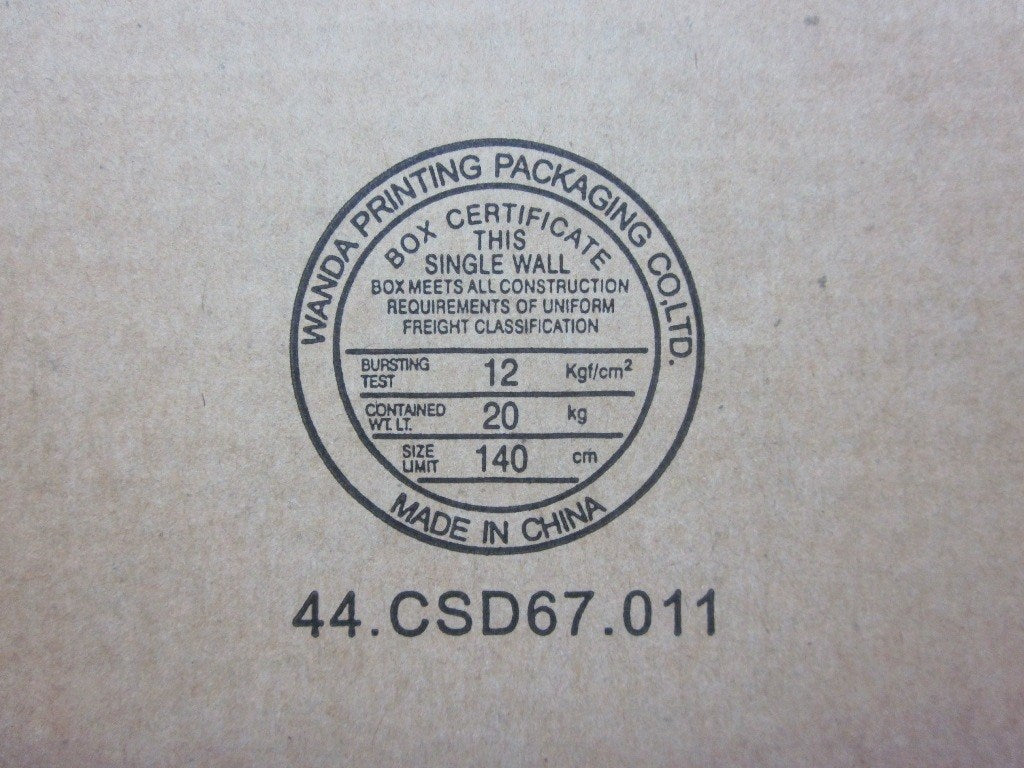 WANDA PRINTING PACKAGING CO,LTD.
BOX CERTIFICATE
THIS
SINGLE WALL
BOX MEETS ALL CONSTRUCTION
REQUIREMENTS OF UNIFORM
FREIGHT CLASSIFICATION
BURSTING TEST 12 Kgf/cm²
CONTAINED WT. LT. 20 kg
SIZE LIMIT 140 cm
MADE IN CHINA
44.CSD67.011